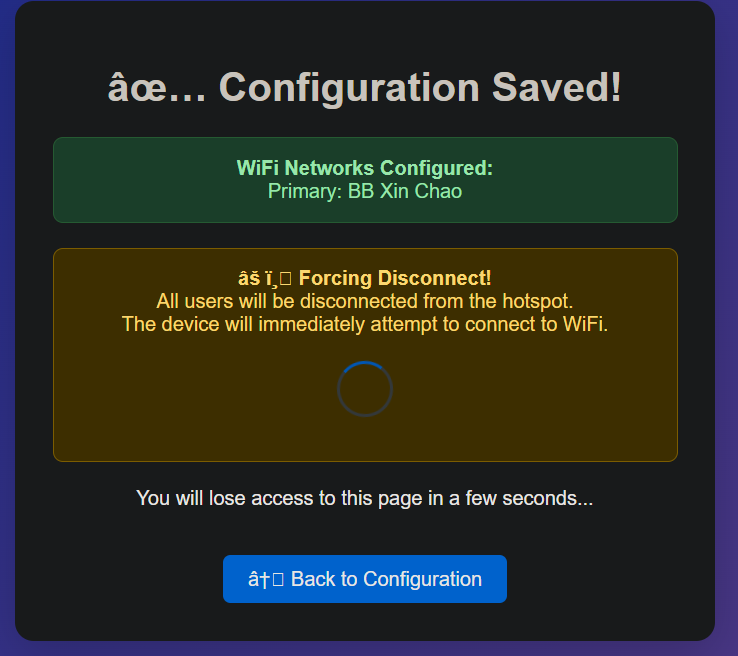 âœ… Configuration Saved!
WiFi Networks Configured:
Primary: BB Xin Chao
âš ï¸□ Forcing Disconnect!
All users will be disconnected from the hotspot.
The device will immediately attempt to connect to WiFi.
You will lose access to this page in a few seconds...
â†□ Back to Configuration